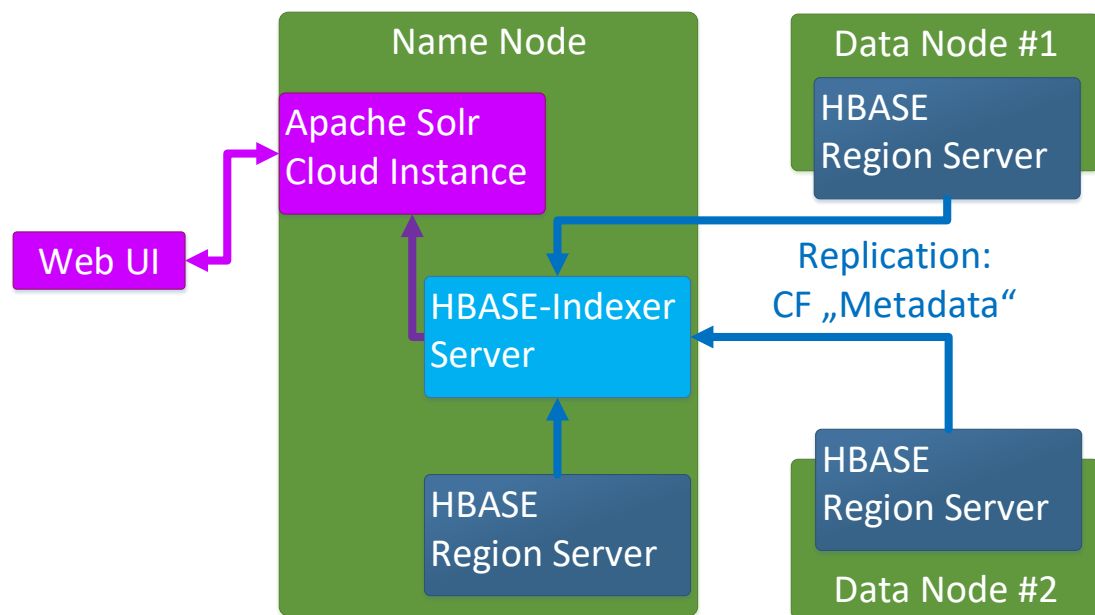 Name Node
Apache Solr
Cloud Instance
Web UI
HBASE-Indexer
Server
HBASE
Region Server
Data Node #1
HBASE
Region Server
Replication:
CF „Metadata“
HBASE
Region Server
Data Node #2